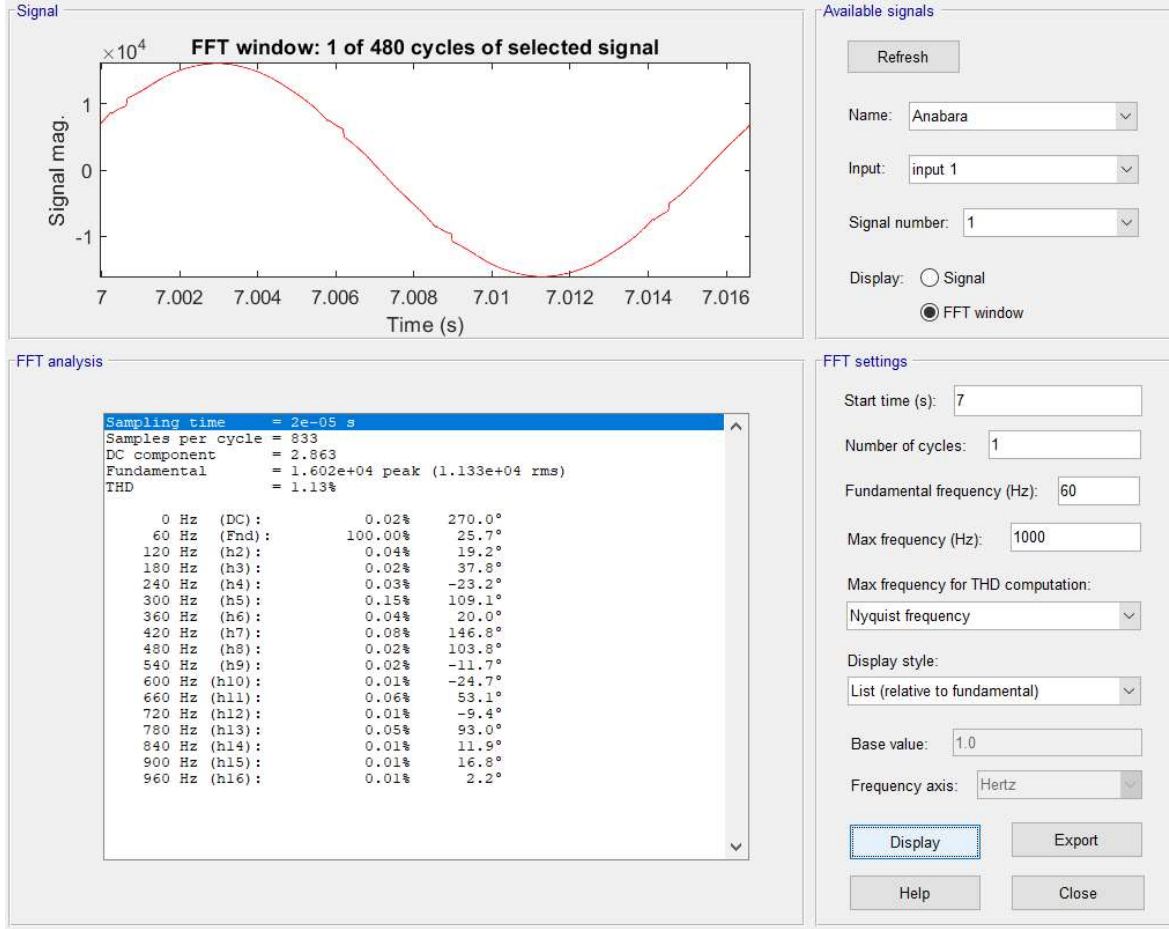 Signal
×10⁴
FFT window: 1 of 480 cycles of selected signal
Signal mag.
1
0
-1
7 7.002 7.004 7.006 7.008 7.01 7.012 7.014 7.016
Time (s)
Available signals
Refresh
Name: Anabara
Input: input 1
Signal number: 1
Display: Signal
FFT window
FFT analysis
Sampling time = 2e-05 s
Samples per cycle = 833
DC component = 2.863
Fundamental = 1.602e+04 peak (1.133e+04 rms)
THD = 1.13%
0 Hz (DC): 0.02% 270.0°
60 Hz (Fnd): 100.00% 25.7°
120 Hz (h2): 0.04% 19.2°
180 Hz (h3): 0.02% 37.8°
240 Hz (h4): 0.03% -23.2°
300 Hz (h5): 0.15% 109.1°
360 Hz (h6): 0.04% 20.0°
420 Hz (h7): 0.08% 146.8°
480 Hz (h8): 0.02% 103.8°
540 Hz (h9): 0.02% -11.7°
600 Hz (h10): 0.01% -24.7°
660 Hz (h11): 0.06% 53.1°
720 Hz (h12): 0.01% -9.4°
780 Hz (h13): 0.05% 93.0°
840 Hz (h14): 0.01% 11.9°
900 Hz (h15): 0.01% 16.8°
960 Hz (h16): 0.01% 2.2°
FFT settings
Start time (s): 7
Number of cycles: 1
Fundamental frequency (Hz): 60
Max frequency (Hz): 1000
Max frequency for THD computation:
Nyquist frequency
Display style:
List (relative to fundamental)
Base value: 1.0
Frequency axis: Hertz
Display Export
Help Close